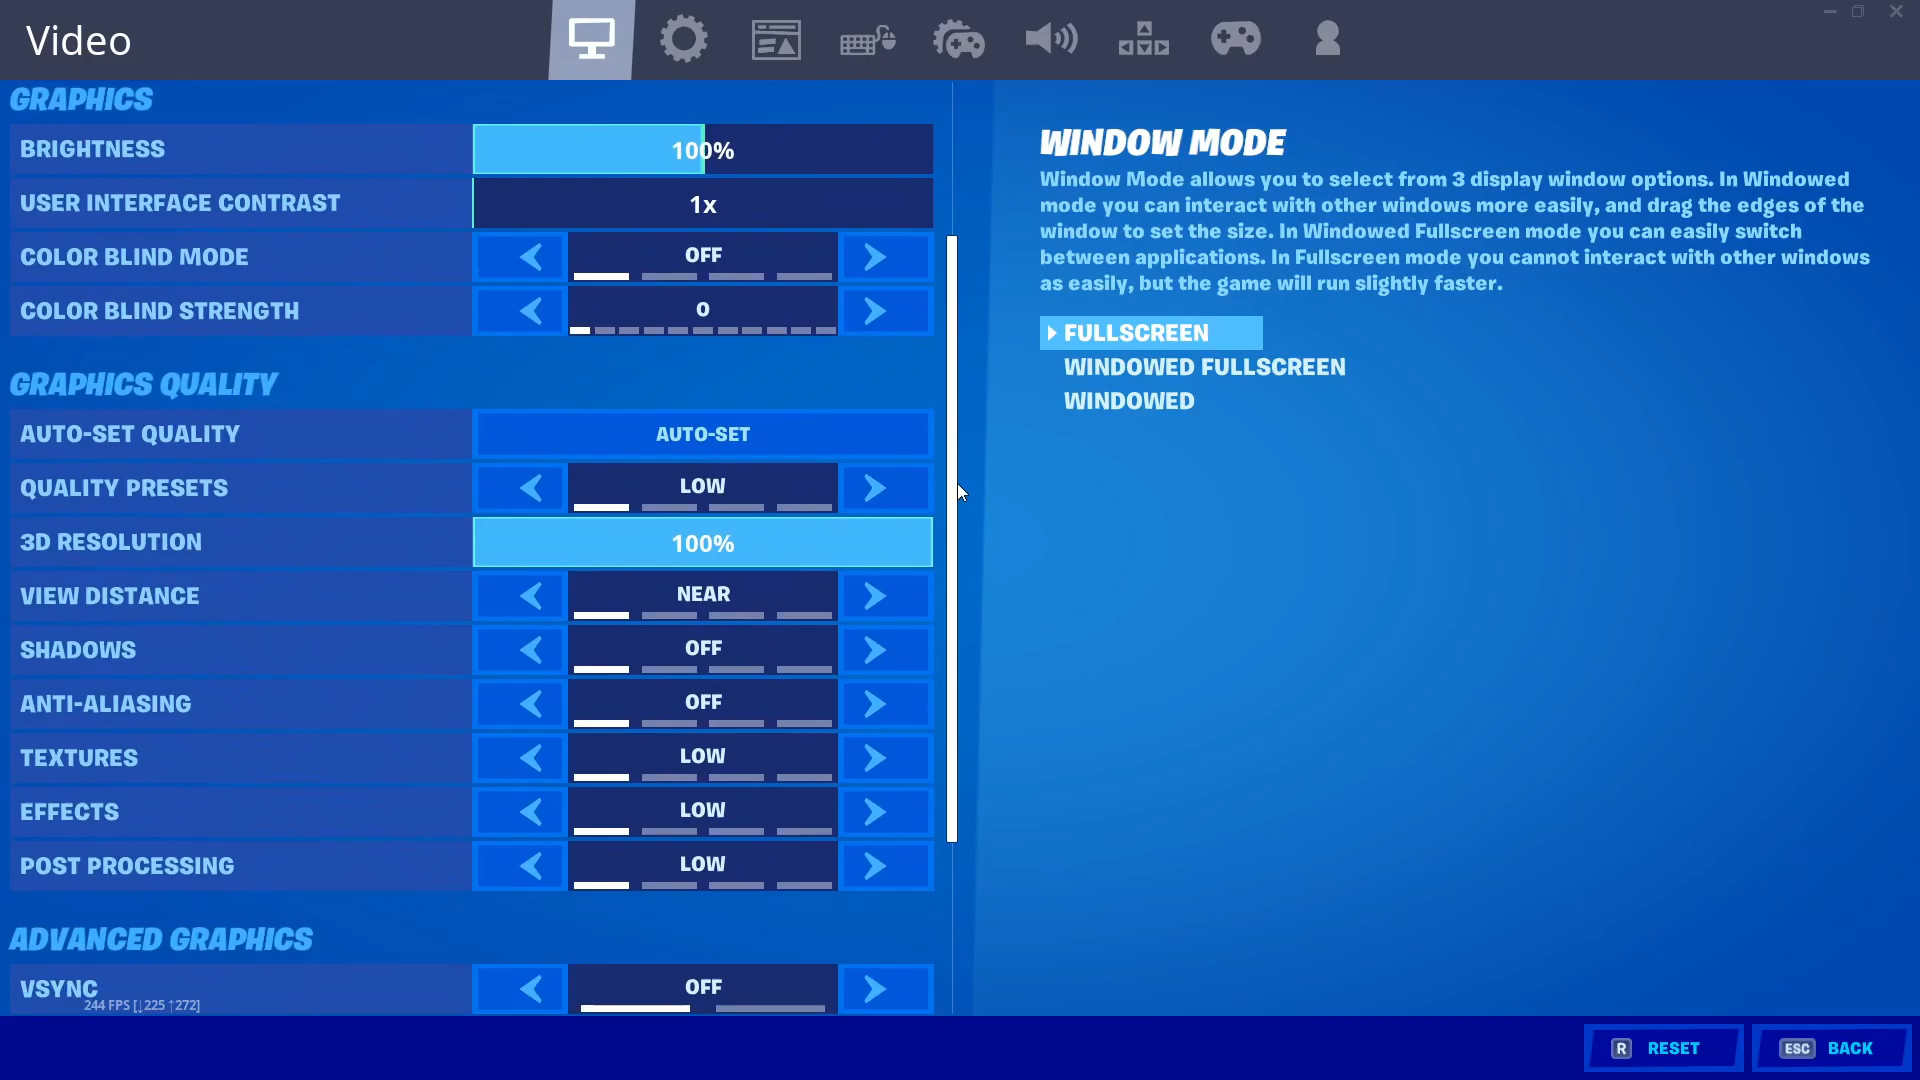 Video
GRAPHICS
BRIGHTNESS
100%
USER INTERFACE CONTRAST
1x
COLOR BLIND MODE
OFF
COLOR BLIND STRENGTH
0
GRAPHICS QUALITY
AUTO-SET QUALITY
AUTO-SET
QUALITY PRESETS
LOW
3D RESOLUTION
100%
VIEW DISTANCE
NEAR
SHADOWS
OFF
ANTI-ALIASING
OFF
TEXTURES
LOW
EFFECTS
LOW
POST PROCESSING
LOW
ADVANCED GRAPHICS
VSYNC
OFF
244 FPS [↓225 ↑272]
WINDOW MODE
Window Mode allows you to select from 3 display window options. In Windowed
mode you can interact with other windows more easily, and drag the edges of the
window to set the size. In Windowed Fullscreen mode you can easily switch
between applications. In Fullscreen mode you cannot interact with other windows
as easily, but the game will run slightly faster.
FULLSCREEN
WINDOWED FULLSCREEN
WINDOWED
R RESET
ESC BACK